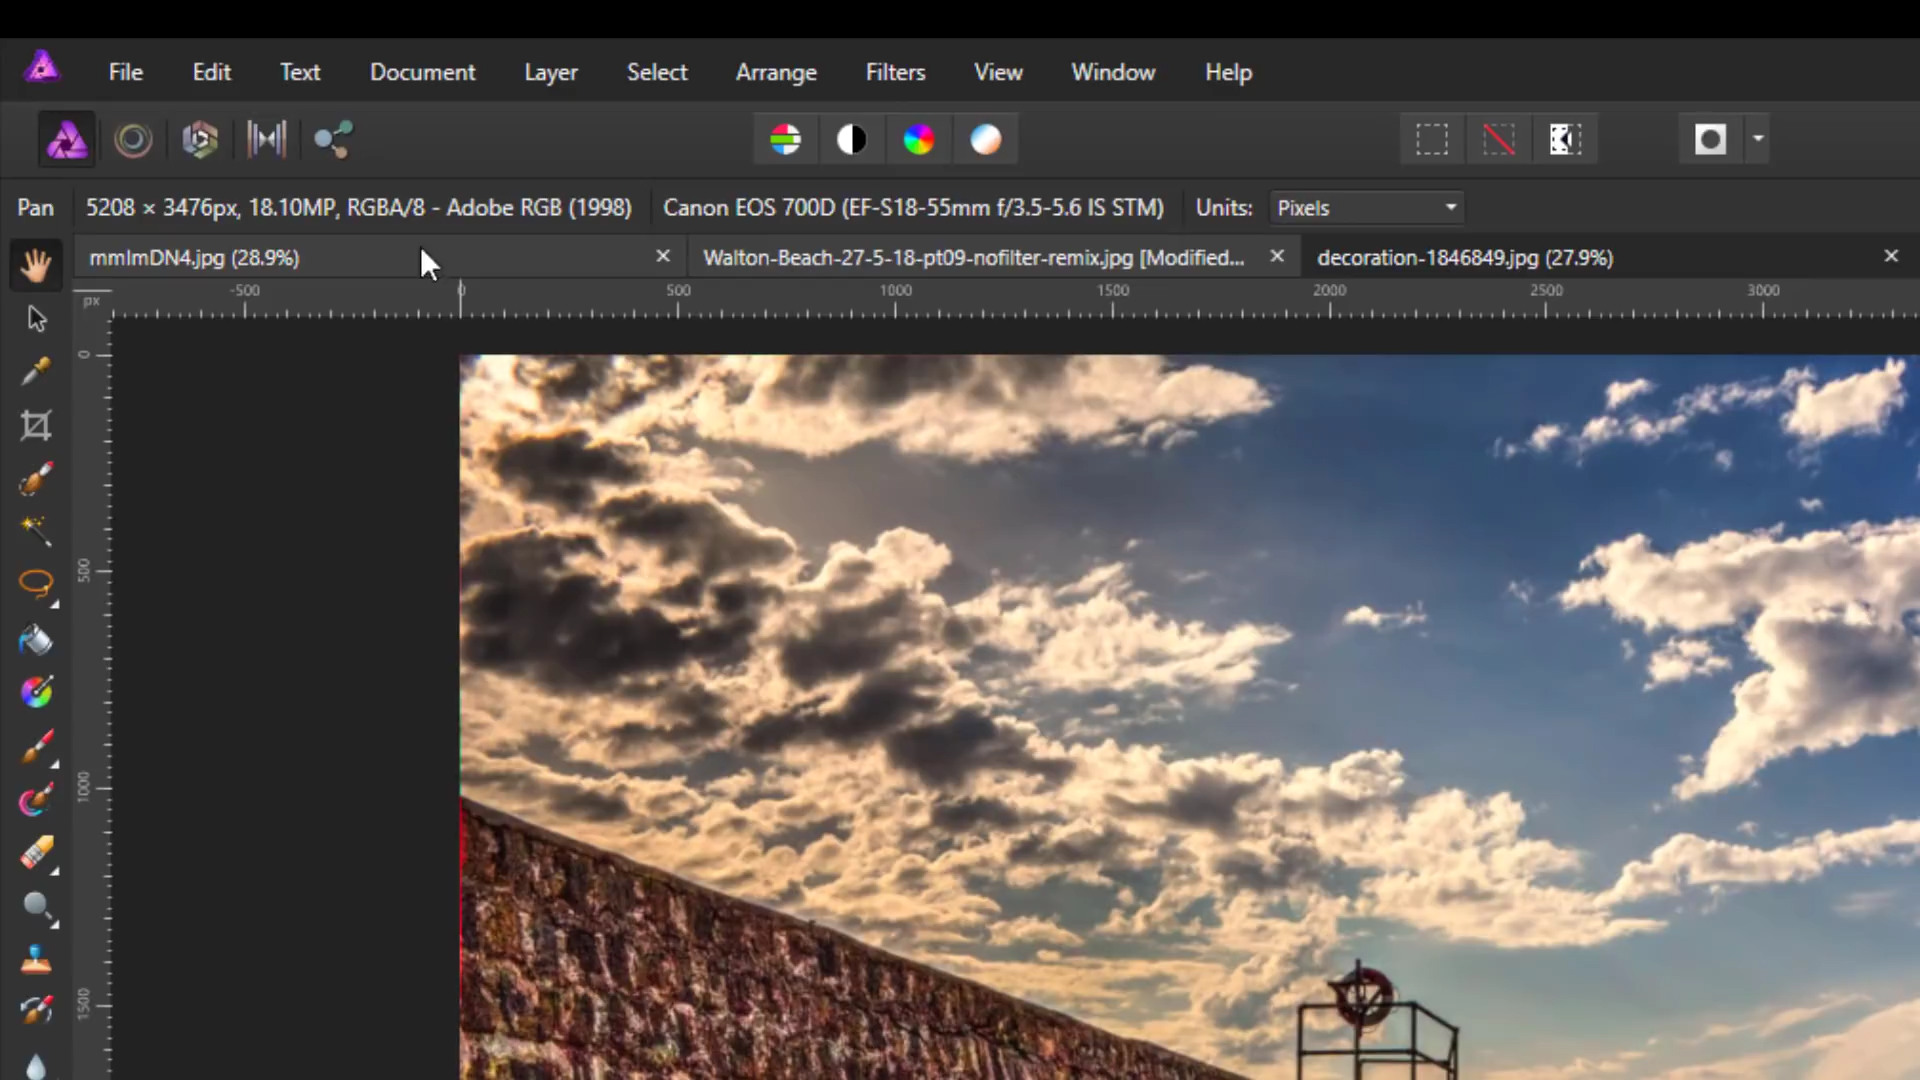 File Edit Text Document Layer Select Arrange Filters View Window Help
Pan 5208 × 3476px, 18.10MP, RGBA/8 - Adobe RGB (1998) Canon EOS 700D (EF-S18-55mm f/3.5-5.6 IS STM) Units: Pixels
mmImDN4.jpg (28.9%) Walton-Beach-27-5-18-pt09-nofilter-remix.jpg [Modified... decoration-1846849.jpg (27.9%)
px -500 0 500 1000 1500 2000 2500 3000
0
500
1000
1500